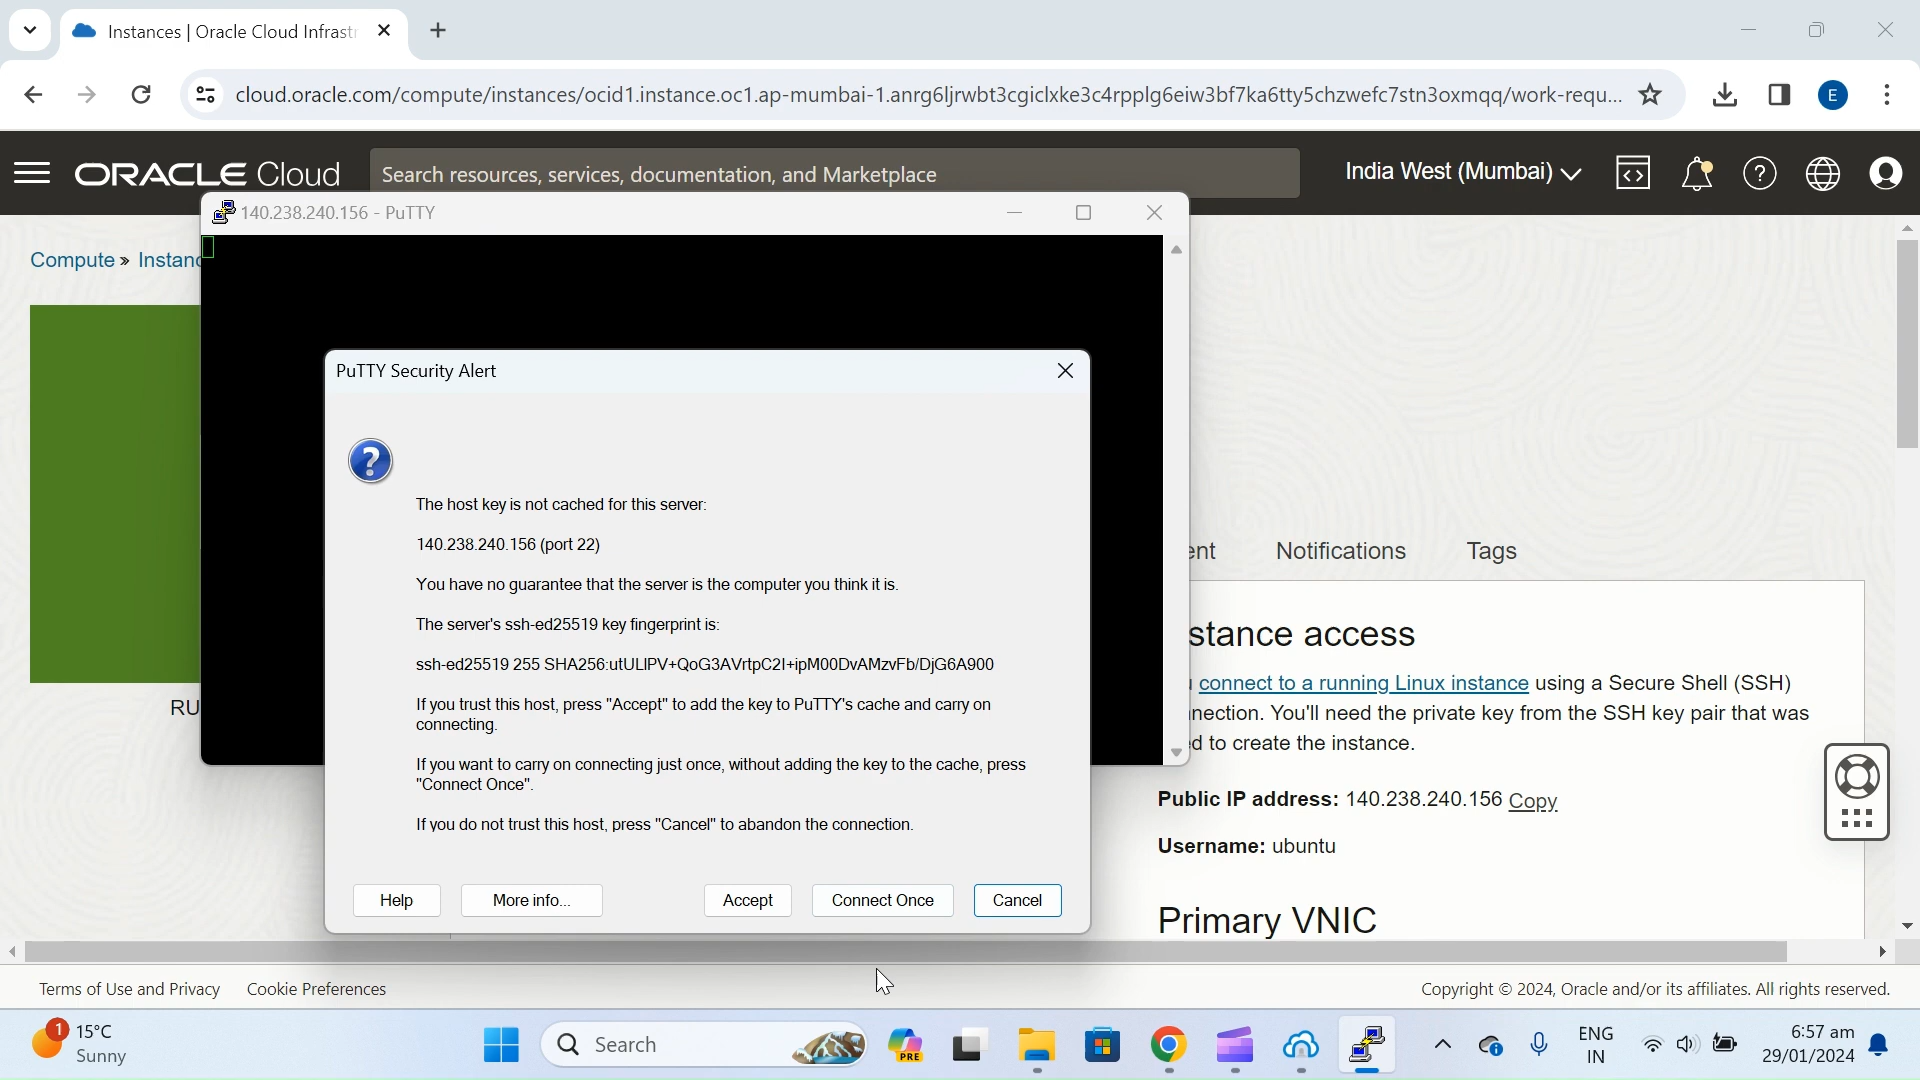 Instances | Oracle Cloud Infrast
cloud.oracle.com/compute/instances/ocid1.instance.oc1.ap-mumbai-1.anrg6ljrwbt3cgiclxke3c4rpplg6eiw3bf7ka6tty5chzwefc7stn3oxmqq/work-requ...
E
ORACLE Cloud
Search resources, services, documentation, and Marketplace
India West (Mumbai)
140.238.240.156 - PuTTY
Compute » Instanc
PuTTY Security Alert
The host key is not cached for this server:
140.238.240.156 (port 22)
You have no guarantee that the server is the computer you think it is.
The server's ssh-ed25519 key fingerprint is:
ssh-ed25519 255 SHA256:utULIPV+QoG3AVrtpC2I+ipM00DvAMzvFb/DjG6A900
If you trust this host, press "Accept" to add the key to PuTTY's cache and carry on
connecting.
If you want to carry on connecting just once, without adding the key to the cache, press
"Connect Once".
If you do not trust this host, press "Cancel" to abandon the connection.
Help
More info...
Accept
Connect Once
Cancel
RU
ent
Notifications
Tags
stance access
connect to a running Linux instance using a Secure Shell (SSH)
nection. You'll need the private key from the SSH key pair that was
d to create the instance.
Public IP address: 140.238.240.156 Copy
Username: ubuntu
Primary VNIC
Terms of Use and Privacy
Cookie Preferences
Copyright © 2024, Oracle and/or its affiliates. All rights reserved.
1
15°C
Sunny
Search
PRE
ENG
IN
6:57 am
29/01/2024